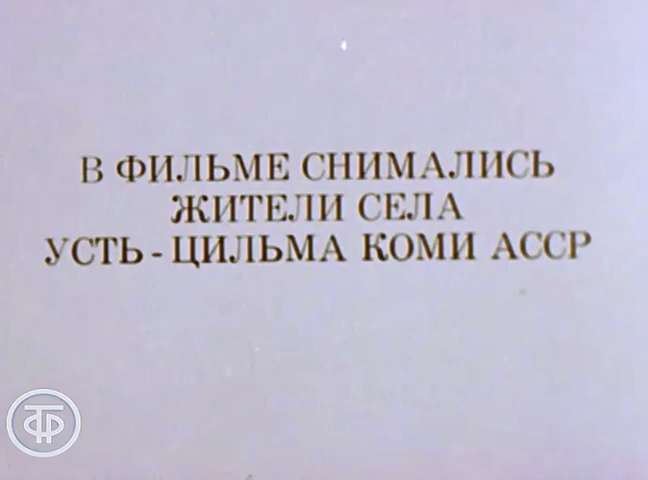 В ФИЛЬМЕ СНИМАЛИСЬ
ЖИТЕЛИ СЕЛА
УСТЬ - ЦИЛЬМА КОМИ АССР